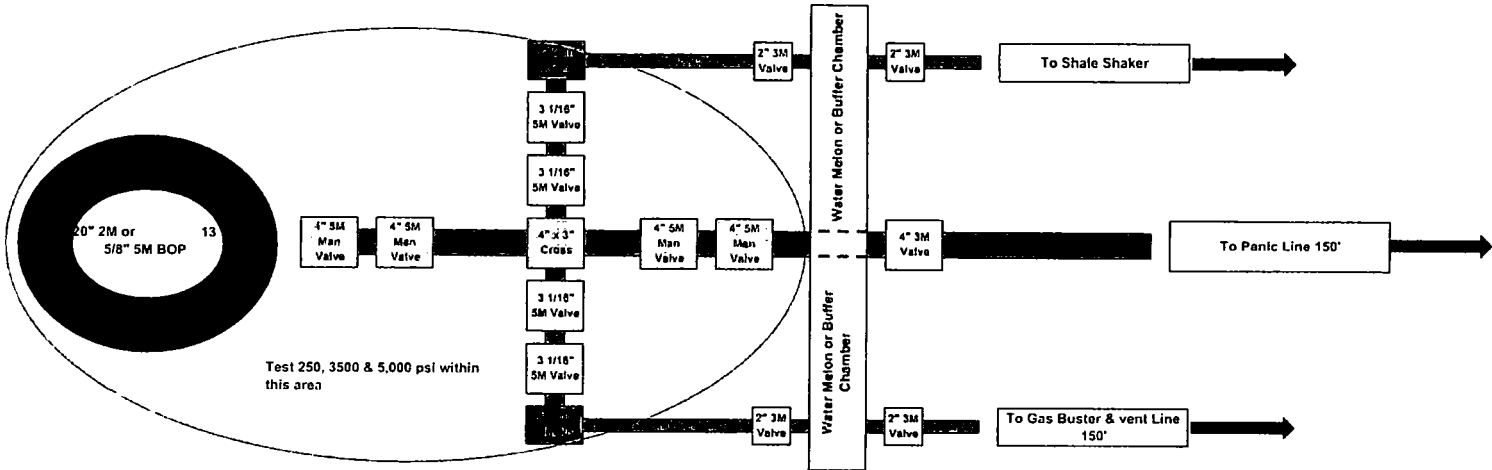 2" 3M
Valve
2" 3M
Valve
To Shale Shaker
3 1/16"
5M Valve
Water Melon or Buffer Chamber
3 1/16"
5M Valve
20" 2M or 13
5/8" 5M BOP
4" 5M
Man
Valve
4" 5M
Man
Valve
4" x 3"
Cross
4" 5M
Man
Valve
4" 5M
Man
Valve
4" 3M
Valve
To Panic Line 150'
3 1/16"
5M Valve
Water Melon or Buffer
Chamber
Test 250, 3500 & 5,000 psi within
this area
3 1/16"
5M Valve
2" 3M
Valve
2" 3M
Valve
To Gas Buster & vent Line
150'